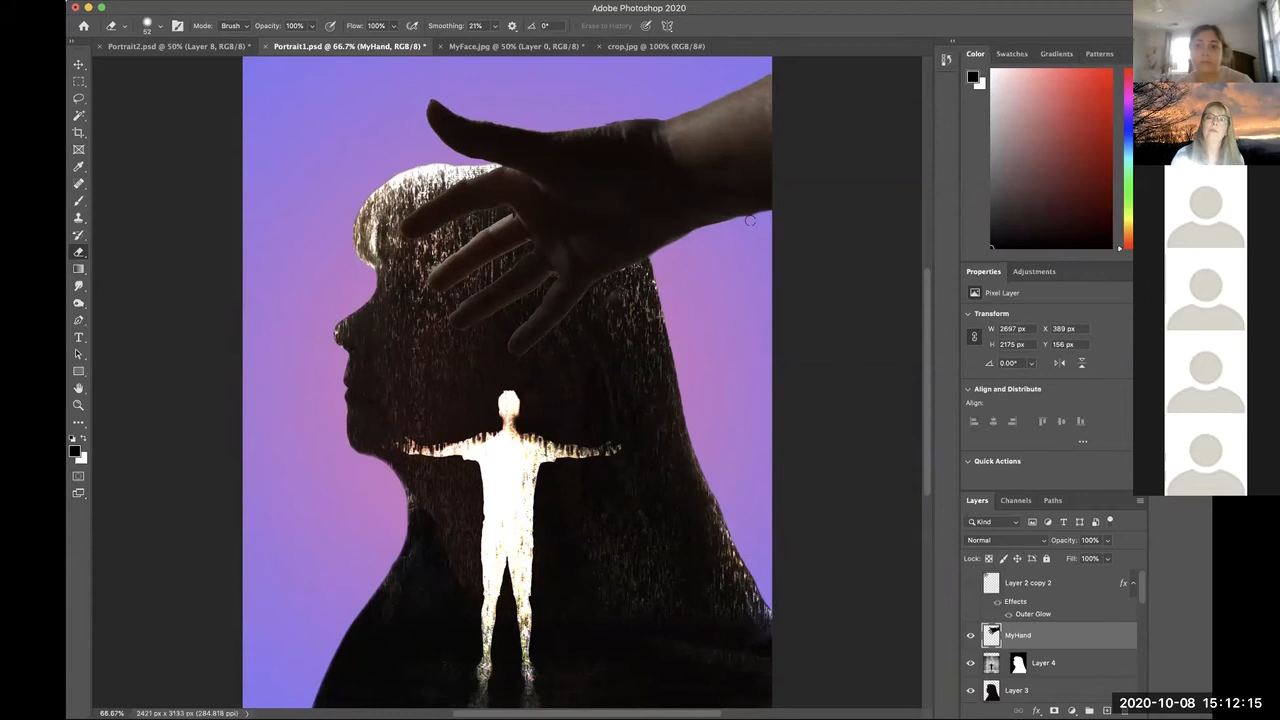 Adobe Photoshop 2020
52
Mode: Brush Opacity: 100% Flow: 100% Smoothing: 21% 0° Erase to History
× Portrait2.psd @ 50% (Layer 8, RGB/8) * × Portrait1.psd @ 66.7% (MyHand, RGB/8) * × MyFace.jpg @ 50% (Layer 0, RGB/8) * × crop.jpg @ 100% (RGB/8#)
Color Swatches Gradients Patterns
Properties Adjustments
Pixel Layer
Transform
W 2697 px X 389 px
H 2175 px Y 156 px
0.00°
Align and Distribute
Align:
Quick Actions
Layers Channels Paths
Kind
Normal Opacity: 100%
Lock: Fill: 100%
Layer 2 copy 2 fx
Effects
Outer Glow
MyHand
Layer 4
Layer 3
66.67% 2421 px x 3133 px (284.818 ppi)
2020-10-08 15:12:15